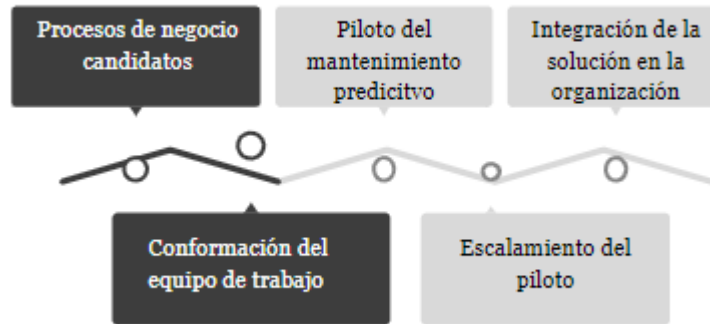 Procesos de negocio
candidatos
Piloto del
mantenimiento
predicitvo
Integración de la
solución en la
organización
Conformación del
equipo de trabajo
Escalamiento del
piloto